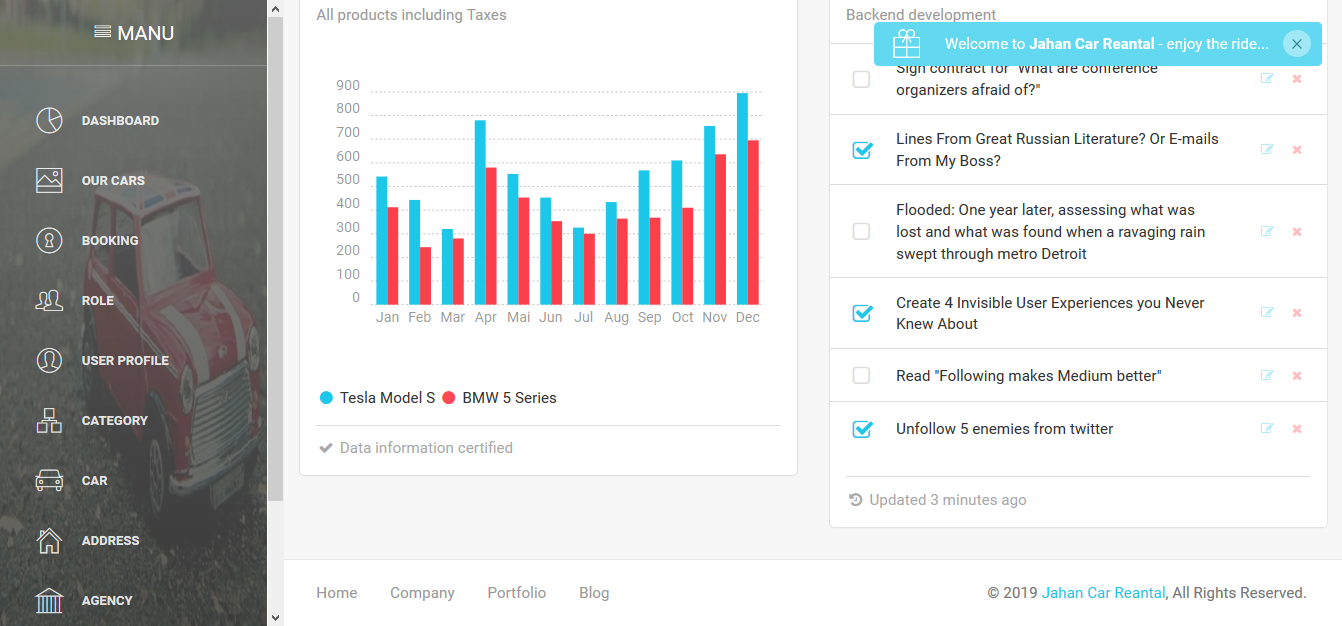 MANU
DASHBOARD
OUR CARS
BOOKING
ROLE
USER PROFILE
CATEGORY
CAR
ADDRESS
AGENCY
All products including Taxes
900
800
700
600
500
400
300
200
100
0
Jan Feb Mar Apr Mai Jun Jul Aug Sep Oct Nov Dec
Tesla Model S BMW 5 Series
Data information certified
Backend development
Welcome to Jahan Car Reantal - enjoy the ride...
Sign contract for "What are conference
organizers afraid of?"
Lines From Great Russian Literature? Or E-mails
From My Boss?
Flooded: One year later, assessing what was
lost and what was found when a ravaging rain
swept through metro Detroit
Create 4 Invisible User Experiences you Never
Knew About
Read "Following makes Medium better"
Unfollow 5 enemies from twitter
Updated 3 minutes ago
Home Company Portfolio Blog
© 2019 Jahan Car Reantal, All Rights Reserved.